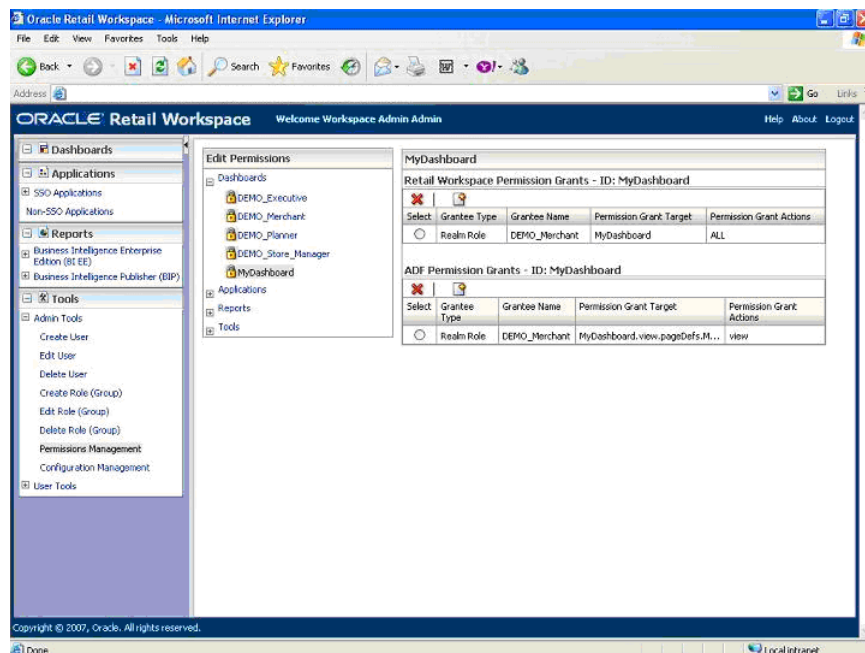 Oracle Retail Workspace - Microsoft Internet Explorer
File Edit View Favorites Tools Help
Back Search Favorites
Address Go Links
ORACLE Retail Workspace Welcome Workspace Admin Admin Help About Logout
Dashboards
Applications
SSO Applications
Non-SSO Applications
Reports
Business Intelligence Enterprise
Edition (BI EE)
Business Intelligence Publisher (BIP)
Tools
Admin Tools
Create User
Edit User
Delete User
Create Role (Group)
Edit Role (Group)
Delete Role (Group)
Permissions Management
Configuration Management
User Tools
Edit Permissions
Dashboards
DEMO_Executive
DEMO_Merchant
DEMO_Planner
DEMO_Store_Manager
MyDashboard
Applications
Reports
Tools
MyDashboard
Retail Workspace Permission Grants - ID: MyDashboard
Select Grantee Type Grantee Name Permission Grant Target Permission Grant Actions
Realm Role DEMO_Merchant MyDashboard ALL
ADF Permission Grants - ID: MyDashboard
Select Grantee Type Grantee Name Permission Grant Target Permission Grant Actions
Realm Role DEMO_Merchant MyDashboard.view.pageDefs.M... view
Copyright © 2007, Oracle. All rights reserved.
Done Local intranet